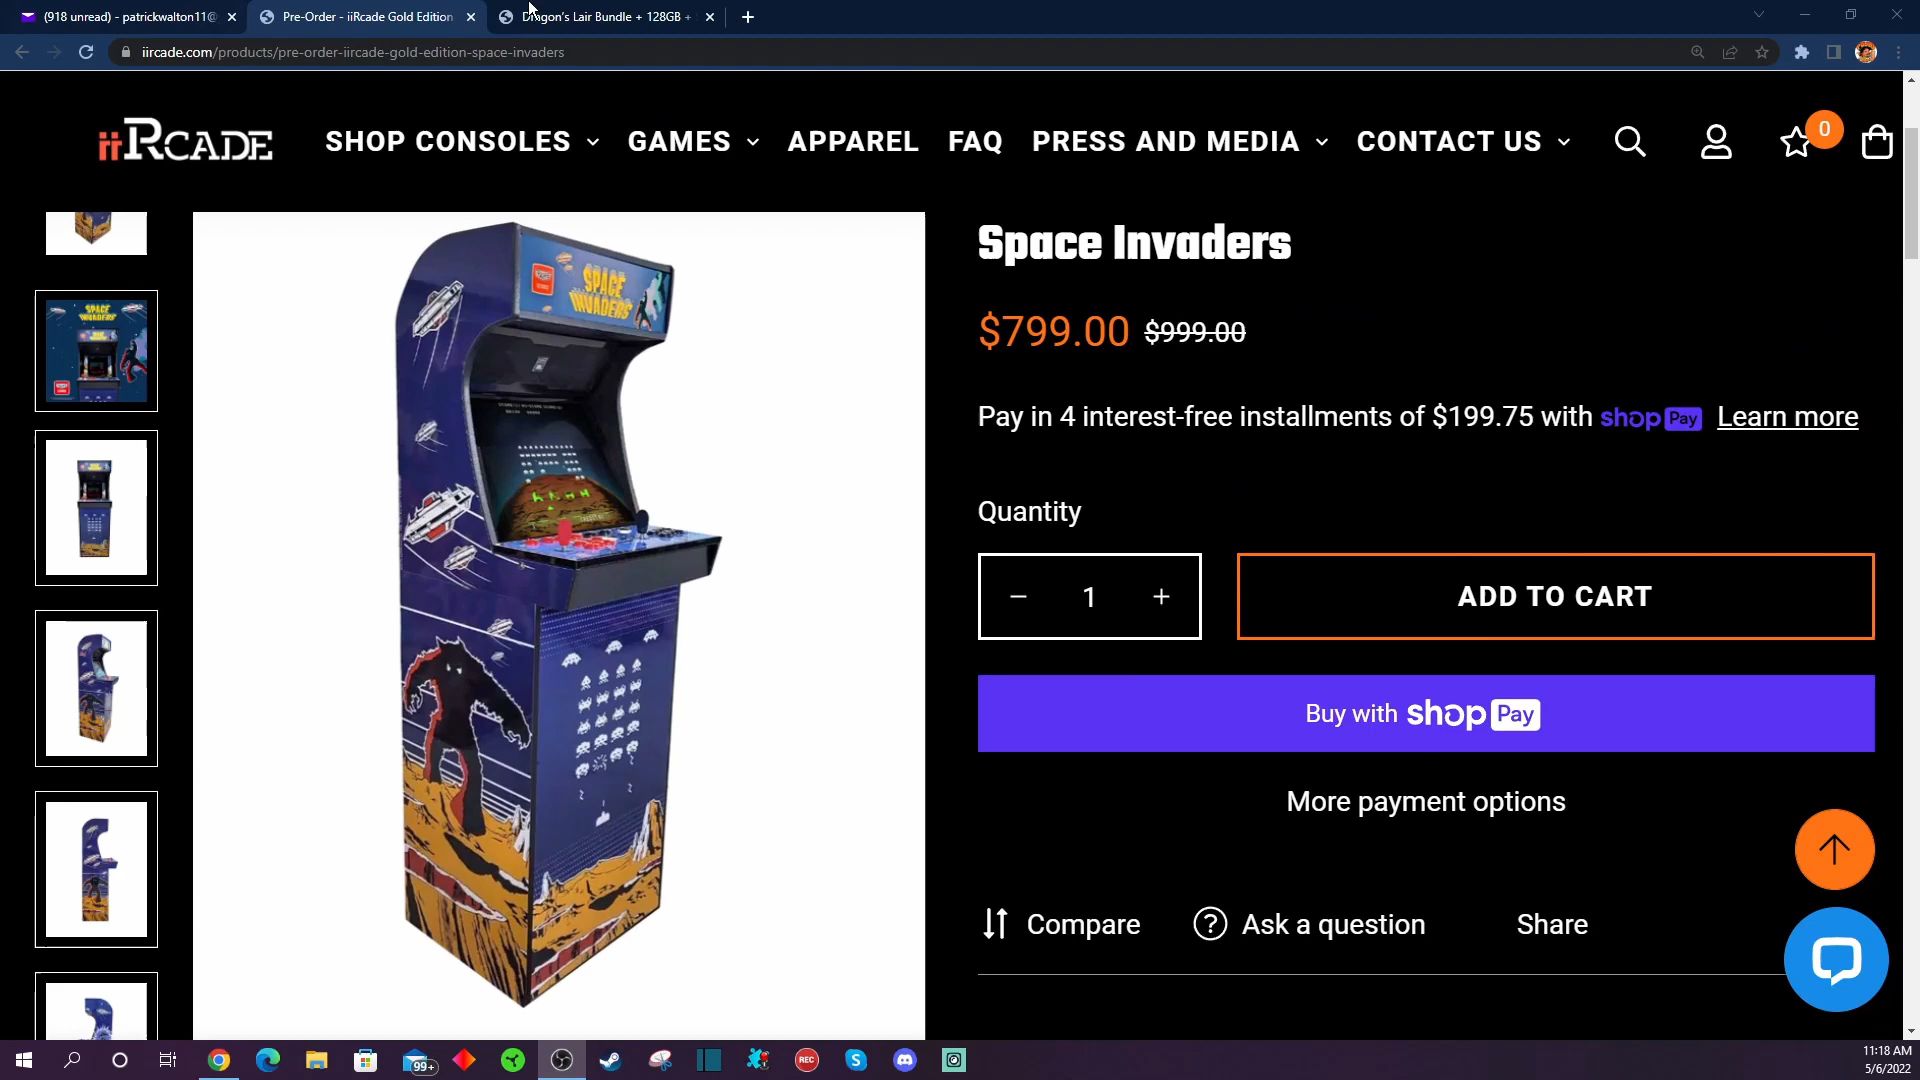 (918 unread) - patrickwalton11@
Pre-Order - iiRcade Gold Edition
Dragon's Lair Bundle + 128GB +
iircade.com/products/pre-order-iircade-gold-edition-space-invaders
iiRcade
SHOP CONSOLES
GAMES
APPAREL
FAQ
PRESS AND MEDIA
CONTACT US
0
Space Invaders
$799.00 $999.00
Pay in 4 interest-free installments of $199.75 with shop Pay Learn more
Quantity
− 1 +
ADD TO CART
Buy with shop Pay
More payment options
Compare
Ask a question
Share
SPACE
INVADERS
SPACE
INVADERS
99+
REC
11:18 AM
5/6/2022